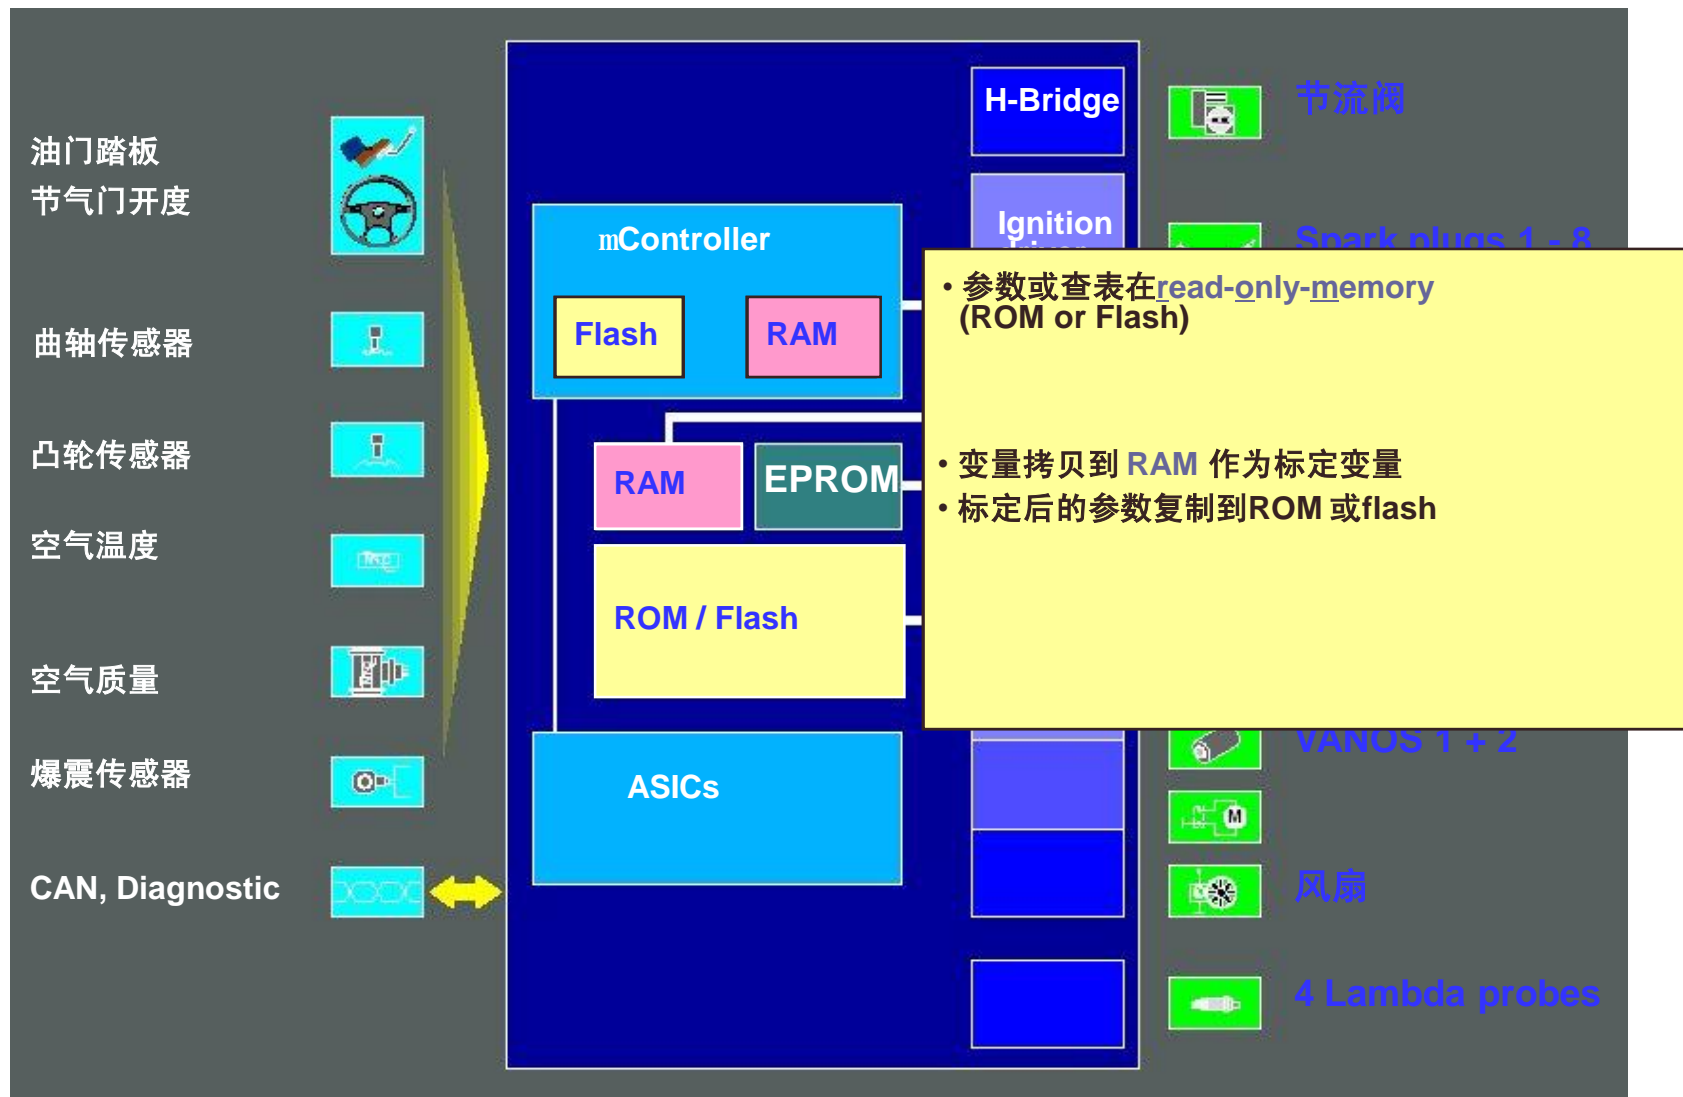 油门踏板
节气门开度
曲轴传感器
凸轮传感器
空气温度
空气质量
爆震传感器
CAN, Diagnostic
mController
Flash
RAM
RAM
EPROM
ROM / Flash
ASICs
H-Bridge
Ignition
driver
• 参数或查表在read-only-memory
(ROM or Flash)
• 变量拷贝到 RAM 作为标定变量
• 标定后的参数复制到ROM 或flash
节流阀
Spark plugs 1 - 8
VANOS 1 + 2
M
风扇
4 Lambda probes